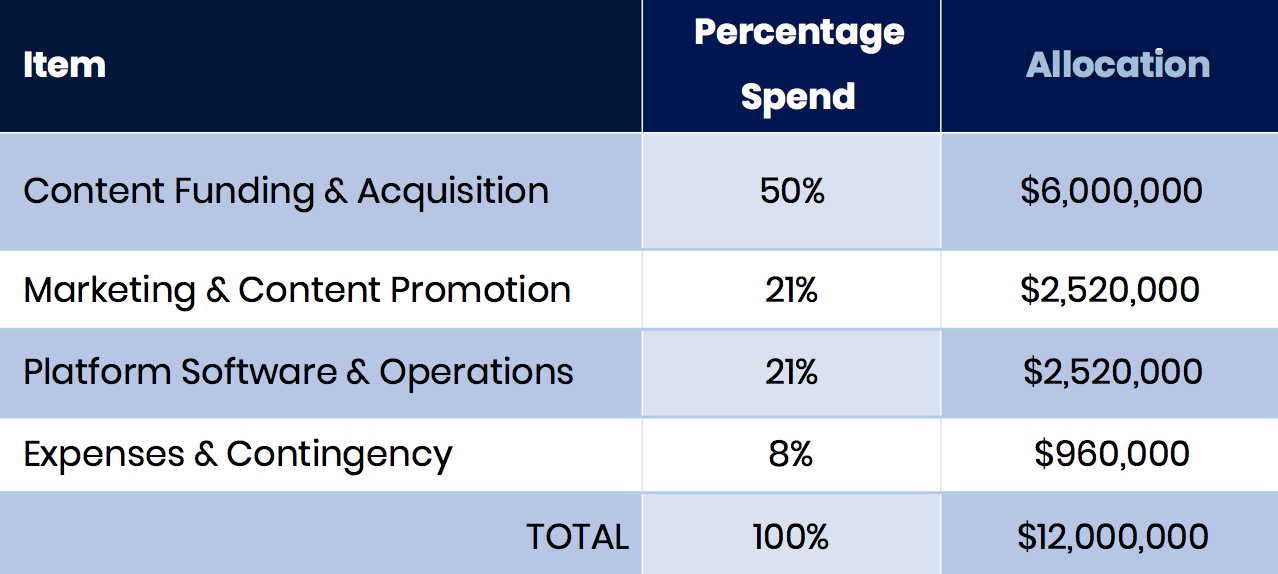 Item Percentage Spend Allocation
Content Funding & Acquisition 50% $6,000,000
Marketing & Content Promotion 21% $2,520,000
Platform Software & Operations 21% $2,520,000
Expenses & Contingency 8% $960,000
TOTAL 100% $12,000,000